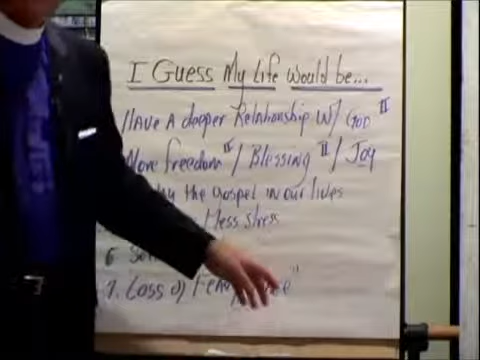 I Guess My Life would be...
Have A deeper Relationship w/ God II
More freedom II / Blessing II / Joy
the gospel in our lives
less stress
6
7. Loss of